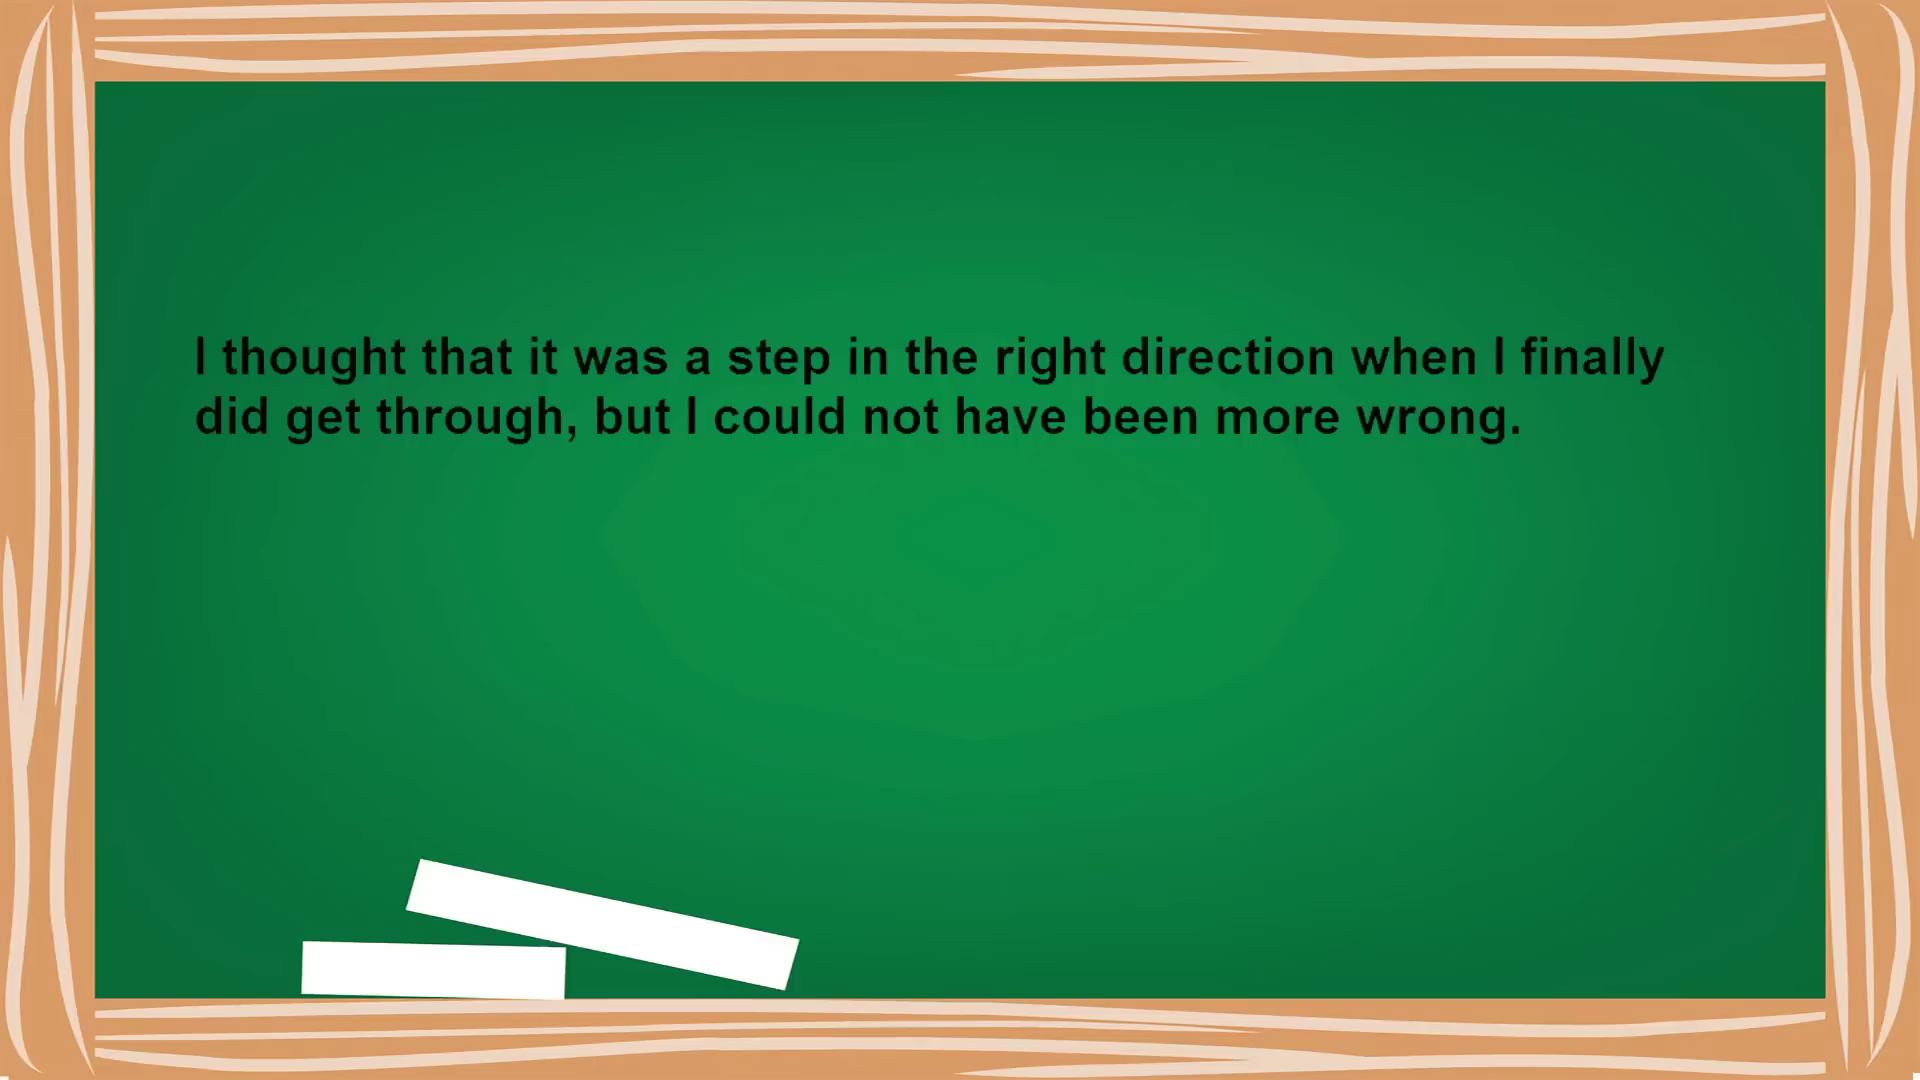 I thought that it was a step in the right direction when I finally
did get through, but I could not have been more wrong.